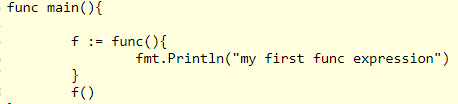 func main(){
f := func(){
fmt.Println("my first func expression")
}
f()